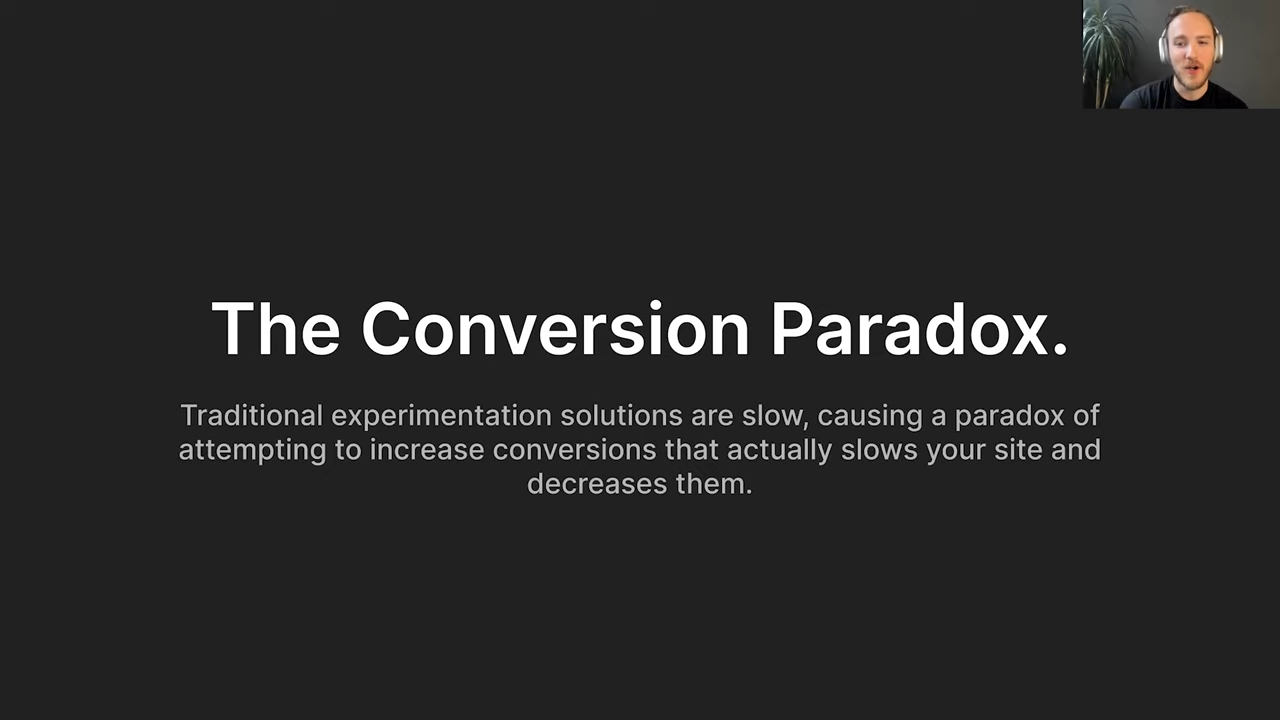 The Conversion Paradox.
Traditional experimentation solutions are slow, causing a paradox of
attempting to increase conversions that actually slows your site and
decreases them.